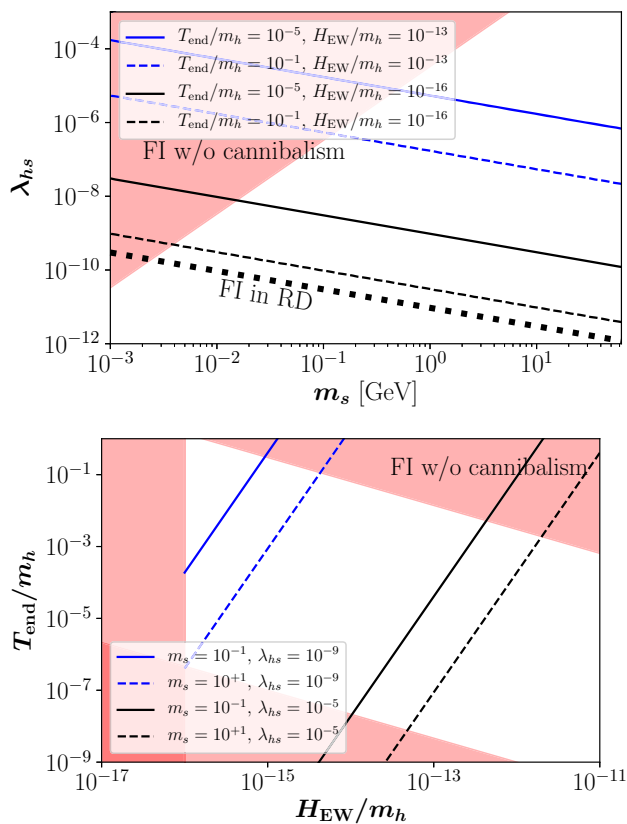 10⁻⁴
10⁻⁶
10⁻⁸
10⁻¹⁰
10⁻¹²
λ_hs
T_end/m_h = 10⁻⁵, H_EW/m_h = 10⁻¹³
T_end/m_h = 10⁻¹, H_EW/m_h = 10⁻¹³
T_end/m_h = 10⁻⁵, H_EW/m_h = 10⁻¹⁶
T_end/m_h = 10⁻¹, H_EW/m_h = 10⁻¹⁶
FI w/o cannibalism
FI in RD
10⁻³ 10⁻² 10⁻¹ 10⁰ 10¹
m_s [GeV]
10⁻¹
10⁻³
10⁻⁵
10⁻⁷
10⁻⁹
T_end/m_h
FI w/o cannibalism
m_s = 10⁻¹, λ_hs = 10⁻⁹
m_s = 10⁺¹, λ_hs = 10⁻⁹
m_s = 10⁻¹, λ_hs = 10⁻⁵
m_s = 10⁺¹, λ_hs = 10⁻⁵
10⁻¹⁷ 10⁻¹⁵ 10⁻¹³ 10⁻¹¹
H_EW/m_h